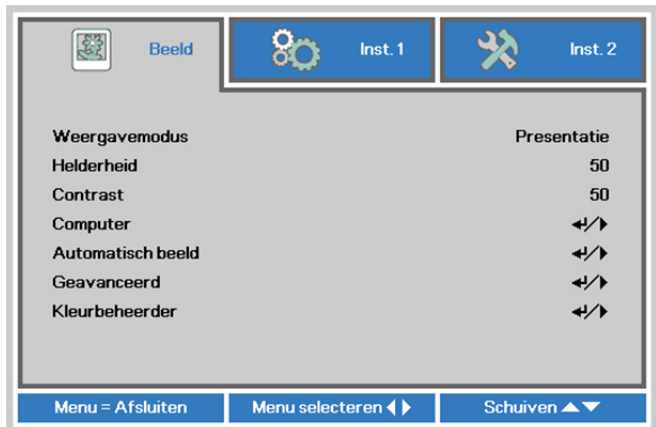 Beeld
Inst. 1
Inst. 2
Weergavemodus Presentatie
Helderheid 50
Contrast 50
Computer ↵/▶
Automatisch beeld ↵/▶
Geavanceerd ↵/▶
Kleurbeheerder ↵/▶
Menu = Afsluiten
Menu selecteren ◀▶
Schuiven ▲▼